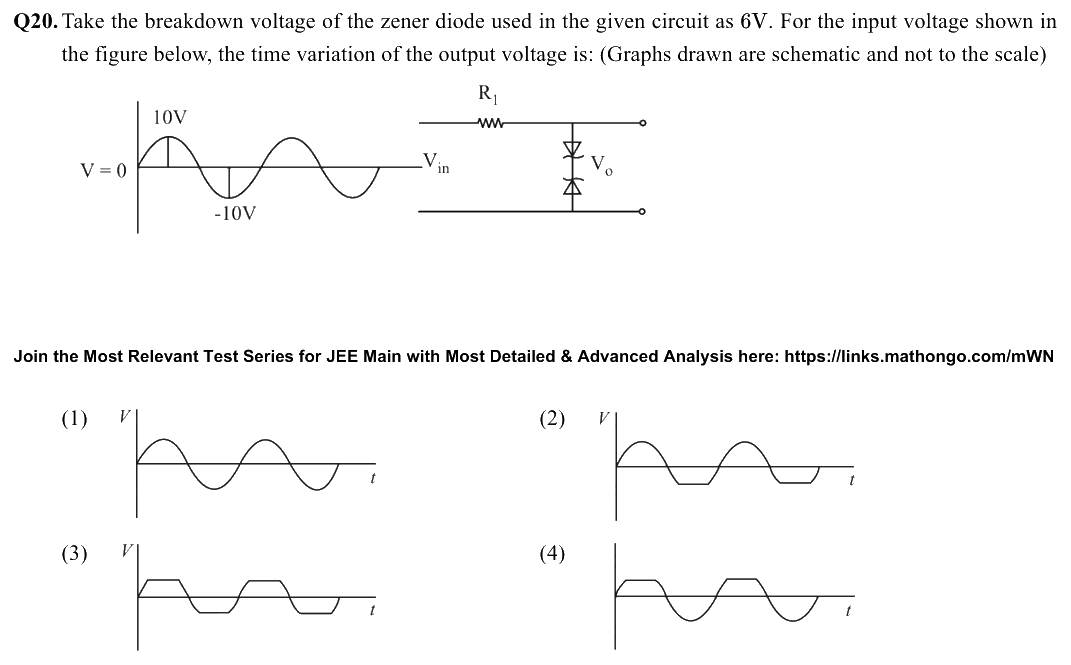 Q20. Take the breakdown voltage of the zener diode used in the given circuit as 6V. For the input voltage shown in
the figure below, the time variation of the output voltage is: (Graphs drawn are schematic and not to the scale)
R1
10V
V = 0
Vin
Vo
-10V
Join the Most Relevant Test Series for JEE Main with Most Detailed & Advanced Analysis here: https://links.mathongo.com/mWN
(1) V t
(2) V t
(3) V t
(4) t